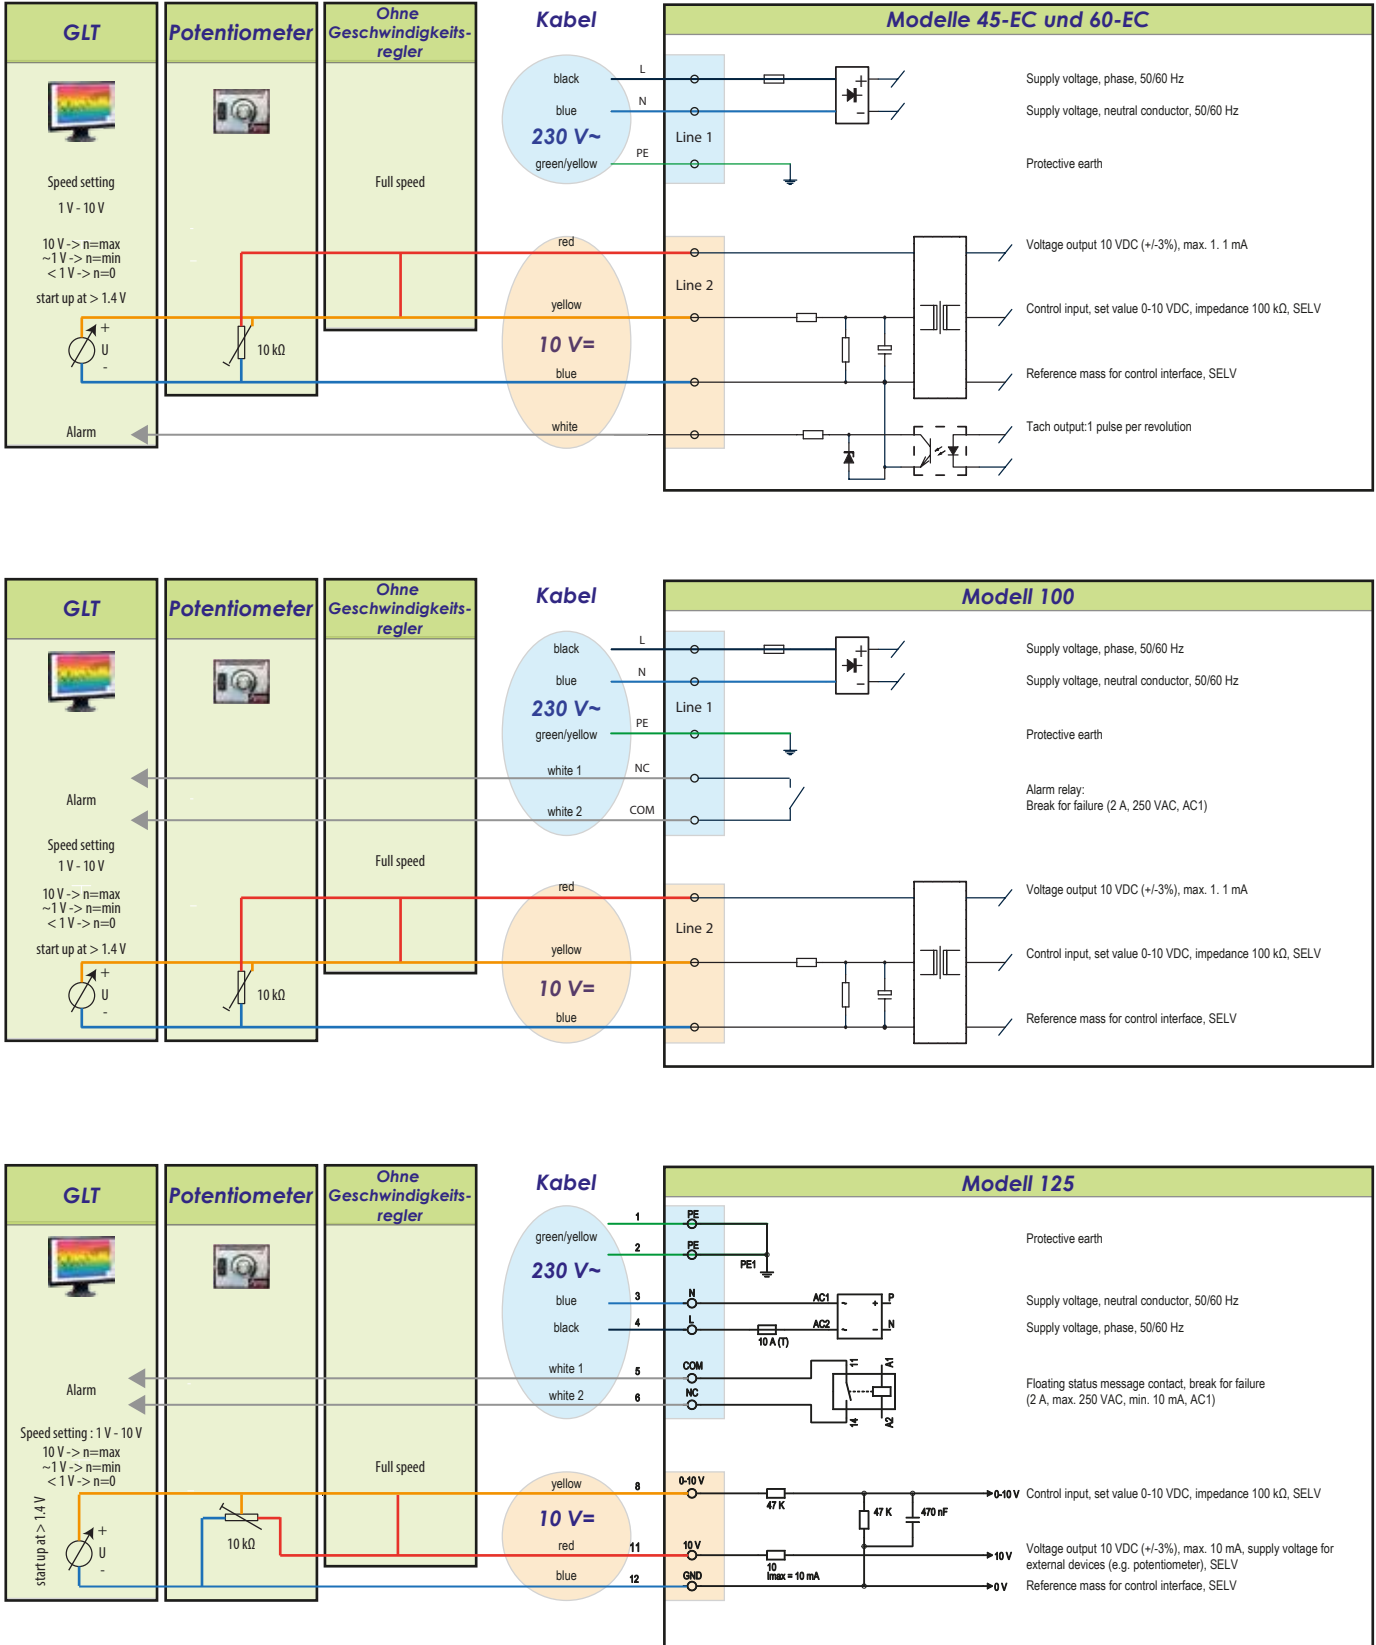 GLT
Potentiometer
Ohne
Geschwindigkeits-
regler
Kabel
Modelle 45-EC und 60-EC
Speed setting
1 V - 10 V
10 V -> n=max
~1 V -> n=min
< 1 V -> n=0
start up at > 1.4 V
+
U
-
Alarm
10 kΩ
Full speed
black
blue
230 V~
green/yellow
red
yellow
10 V=
blue
white
L
N
PE
Line 1
Line 2
+
−
Supply voltage, phase, 50/60 Hz
Supply voltage, neutral conductor, 50/60 Hz
Protective earth
Voltage output 10 VDC (+/-3%), max. 1. 1 mA
Control input, set value 0-10 VDC, impedance 100 kΩ, SELV
Reference mass for control interface, SELV
Tach output:1 pulse per revolution
GLT
Potentiometer
Ohne
Geschwindigkeits-
regler
Kabel
Modell 100
Alarm
Speed setting
1 V - 10 V
10 V -> n=max
~1 V -> n=min
< 1 V -> n=0
start up at > 1.4 V
+
U
-
10 kΩ
Full speed
black
blue
230 V~
green/yellow
white 1
white 2
red
yellow
10 V=
blue
L
N
PE
NC
COM
Line 1
Line 2
+
−
Supply voltage, phase, 50/60 Hz
Supply voltage, neutral conductor, 50/60 Hz
Protective earth
Alarm relay:
Break for failure (2 A, 250 VAC, AC1)
Voltage output 10 VDC (+/-3%), max. 1. 1 mA
Control input, set value 0-10 VDC, impedance 100 kΩ, SELV
Reference mass for control interface, SELV
GLT
Potentiometer
Ohne
Geschwindigkeits-
regler
Kabel
Modell 125
Alarm
Speed setting : 1 V - 10 V
10 V -> n=max
~1 V -> n=min
< 1 V -> n=0
start up at > 1.4 V
+
U
-
10 kΩ
Full speed
green/yellow
230 V~
blue
black
white 1
white 2
yellow
10 V=
red
blue
1
2
3
4
5
6
8
11
12
PE
PE
PE1
N
L
COM
NC
0-10 V
10 V
GND
AC1
AC2
10 A (T)
~
~
+
−
P
N
11
14
A1
A2
47 K
47 K
470 nF
10
Imax = 10 mA
0-10 V
10 V
0 V
Protective earth
Supply voltage, neutral conductor, 50/60 Hz
Supply voltage, phase, 50/60 Hz
Floating status message contact, break for failure
(2 A, max. 250 VAC, min. 10 mA, AC1)
Control input, set value 0-10 VDC, impedance 100 kΩ, SELV
Voltage output 10 VDC (+/-3%), max. 10 mA, supply voltage for
external devices (e.g. potentiometer), SELV
Reference mass for control interface, SELV